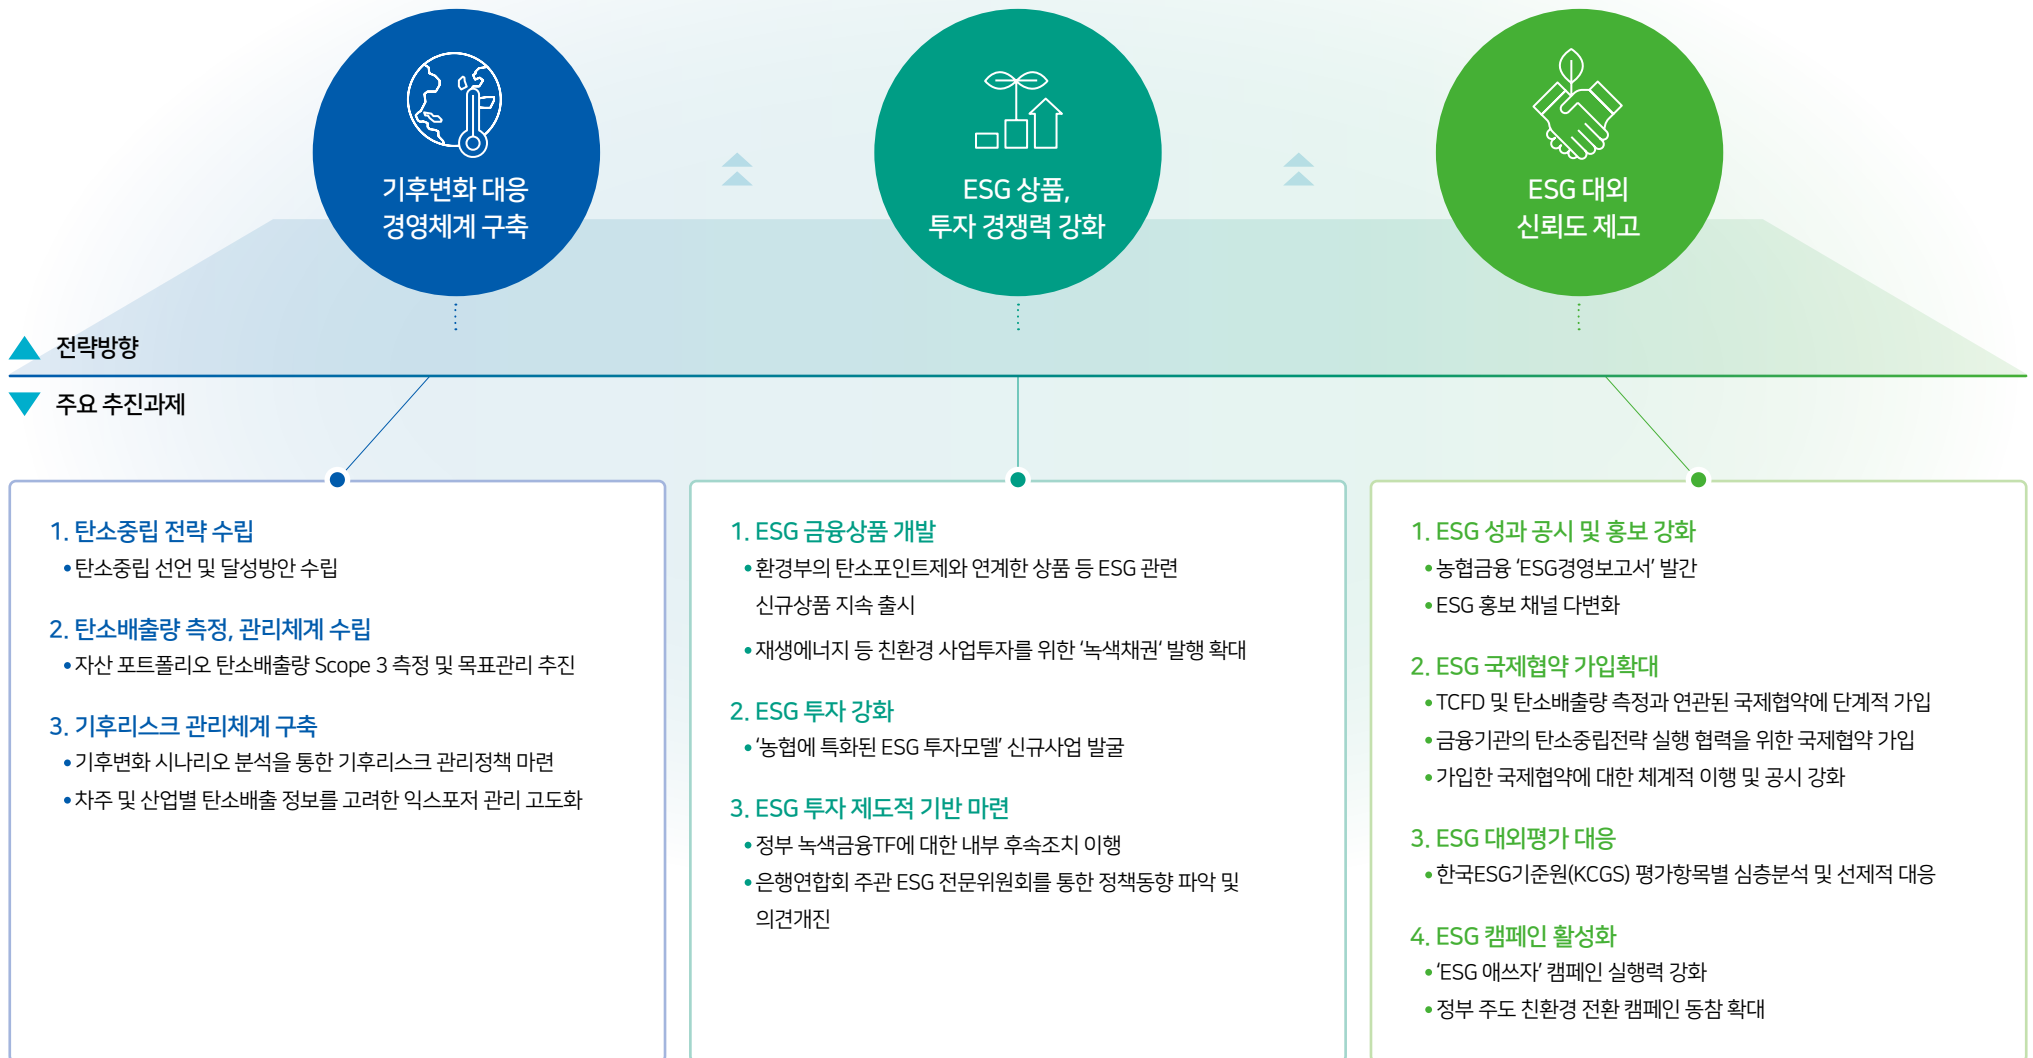 기후변화 대응
경영체계 구축
ESG 상품,
투자 경쟁력 강화
ESG 대외
신뢰도 제고
전략방향
주요 추진과제
1. 탄소중립 전략 수립
•탄소중립 선언 및 달성방안 수립
2. 탄소배출량 측정, 관리체계 수립
•자산 포트폴리오 탄소배출량 Scope 3 측정 및 목표관리 추진
3. 기후리스크 관리체계 구축
•기후변화 시나리오 분석을 통한 기후리스크 관리정책 마련
•차주 및 산업별 탄소배출 정보를 고려한 익스포저 관리 고도화
1. ESG 금융상품 개발
•환경부의 탄소포인트제와 연계한 상품 등 ESG 관련
신규상품 지속 출시
•재생에너지 등 친환경 사업투자를 위한 ‘녹색채권‘ 발행 확대
2. ESG 투자 강화
•‘농협에 특화된 ESG 투자모델’ 신규사업 발굴
3. ESG 투자 제도적 기반 마련
•정부 녹색금융TF에 대한 내부 후속조치 이행
•은행연합회 주관 ESG 전문위원회를 통한 정책동향 파악 및
의견개진
1. ESG 성과 공시 및 홍보 강화
•농협금융 ‘ESG경영보고서’ 발간
•ESG 홍보 채널 다변화
2. ESG 국제협약 가입확대
•TCFD 및 탄소배출량 측정과 연관된 국제협약에 단계적 가입
•금융기관의 탄소중립전략 실행 협력을 위한 국제협약 가입
•가입한 국제협약에 대한 체계적 이행 및 공시 강화
3. ESG 대외평가 대응
•한국ESG기준원(KCGS) 평가항목별 심층분석 및 선제적 대응
4. ESG 캠페인 활성화
•‘ESG 애쓰자’ 캠페인 실행력 강화
•정부 주도 친환경 전환 캠페인 동참 확대